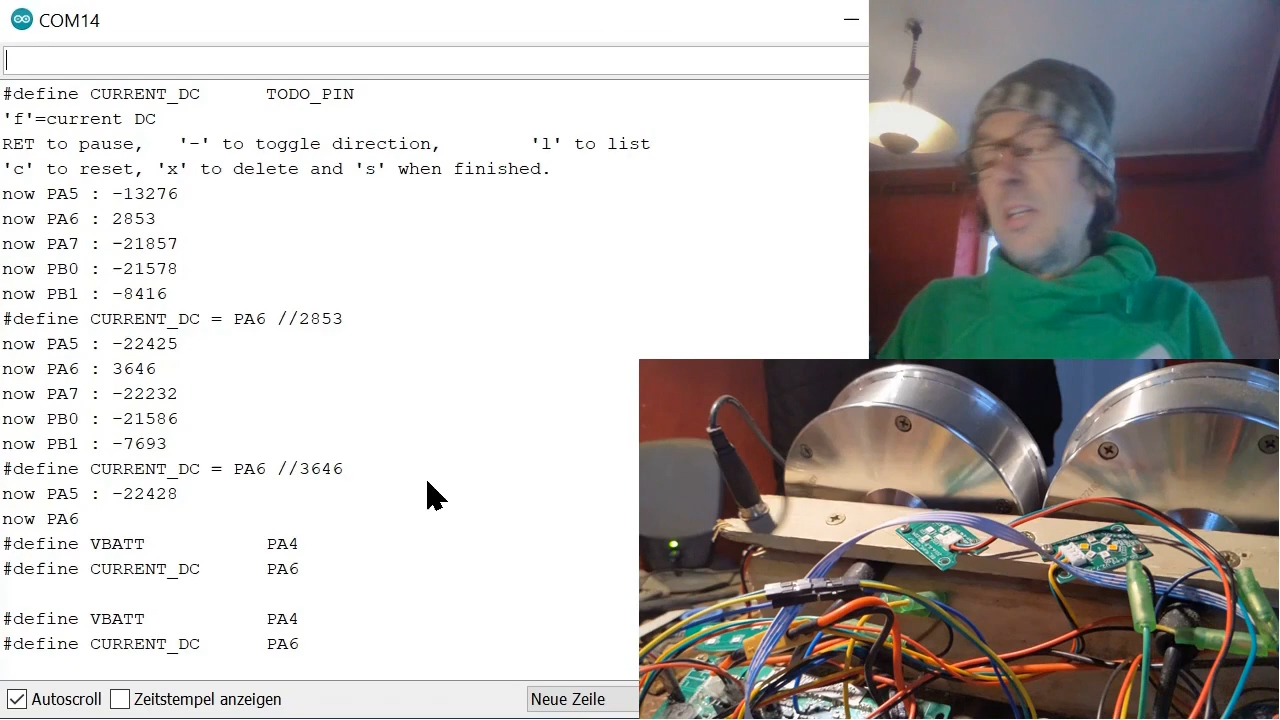 COM14
#define CURRENT_DC TODO_PIN
'f'=current DC
RET to pause, '-' to toggle direction, 'l' to list
'c' to reset, 'x' to delete and 's' when finished.
now PA5 : -13276
now PA6 : 2853
now PA7 : -21857
now PB0 : -21578
now PB1 : -8416
#define CURRENT_DC = PA6 //2853
now PA5 : -22425
now PA6 : 3646
now PA7 : -22232
now PB0 : -21586
now PB1 : -7693
#define CURRENT_DC = PA6 //3646
now PA5 : -22428
now PA6
#define VBATT PA4
#define CURRENT_DC PA6
#define VBATT PA4
#define CURRENT_DC PA6
Autoscroll Zeitstempel anzeigen Neue Zeile